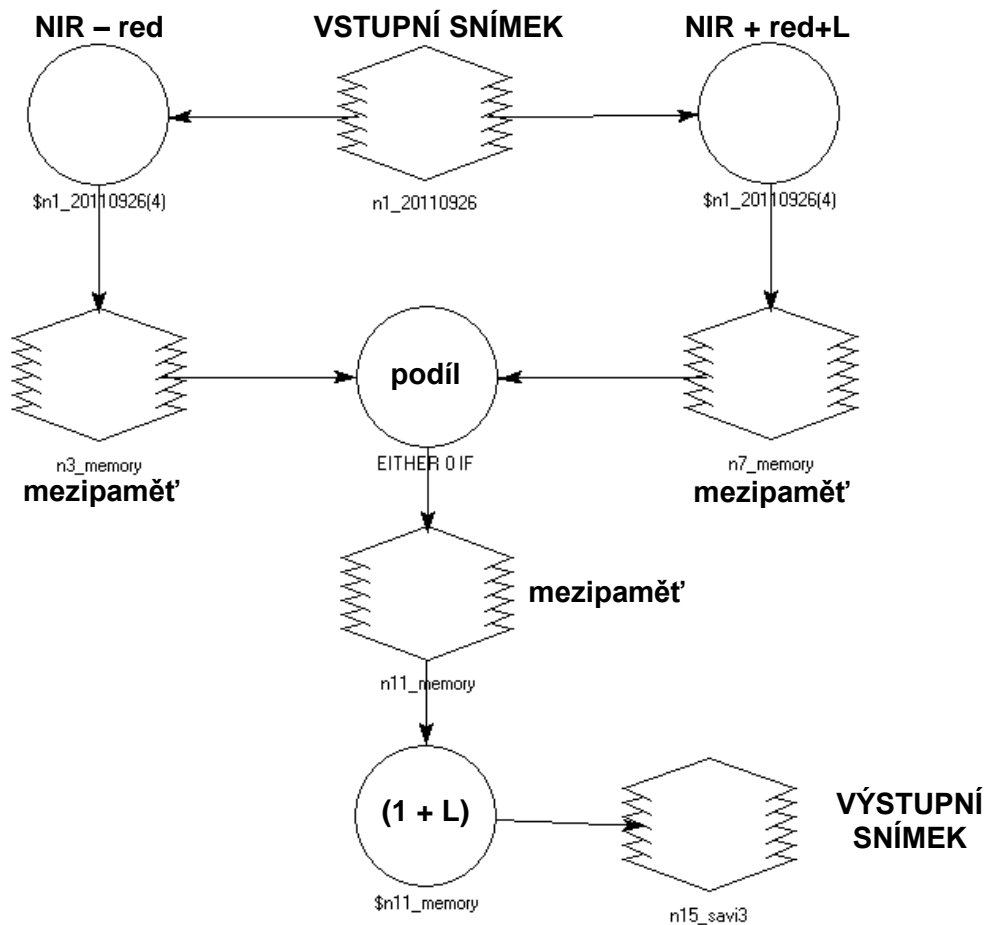 NIR – red
VSTUPNÍ SNÍMEK
NIR + red+L
$n1_20110926(4)
n1_20110926
$n1_20110926(4)
podíl
n3_memory
EITHER 0 IF
n7_memory
mezipaměť
mezipaměť
mezipaměť
n11_memory
(1 + L)
VÝSTUPNÍ
SNÍMEK
$n11_memory
n15_savi3